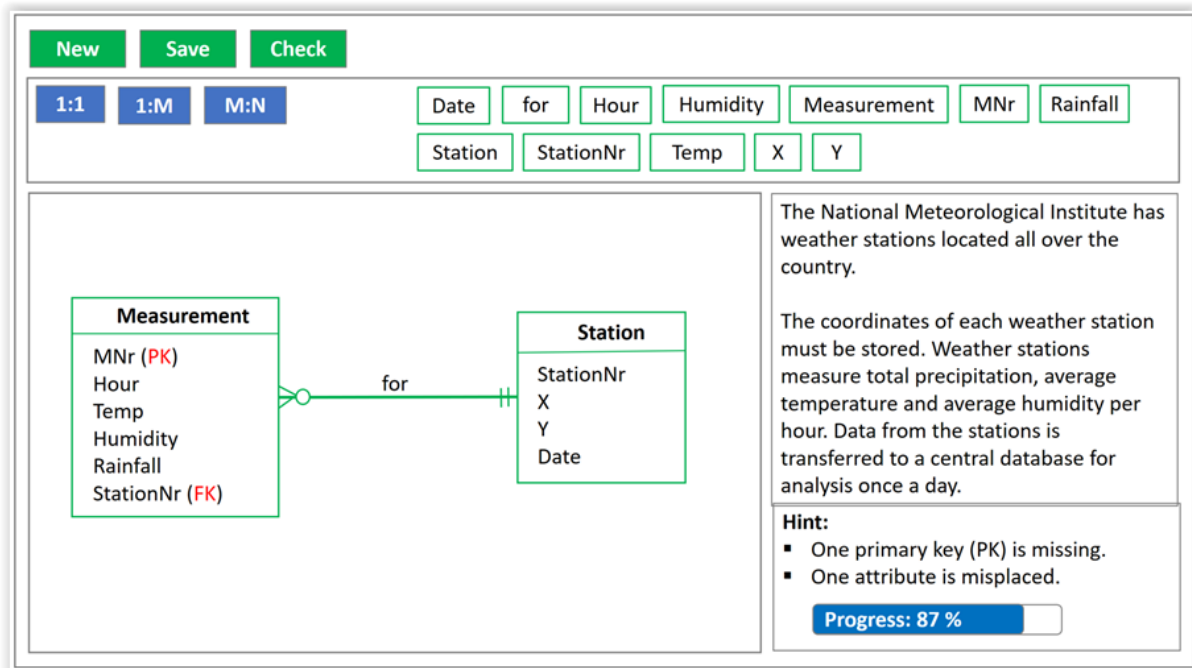 New Save Check
1:1 1:M M:N
Date for Hour Humidity Measurement MNr Rainfall
Station StationNr Temp X Y
Measurement
MNr (PK)
Hour
Temp
Humidity
Rainfall
StationNr (FK)
for
Station
StationNr
X
Y
Date
The National Meteorological Institute has
weather stations located all over the
country.
The coordinates of each weather station
must be stored. Weather stations
measure total precipitation, average
temperature and average humidity per
hour. Data from the stations is
transferred to a central database for
analysis once a day.
Hint:
▪ One primary key (PK) is missing.
▪ One attribute is misplaced.
Progress: 87 %